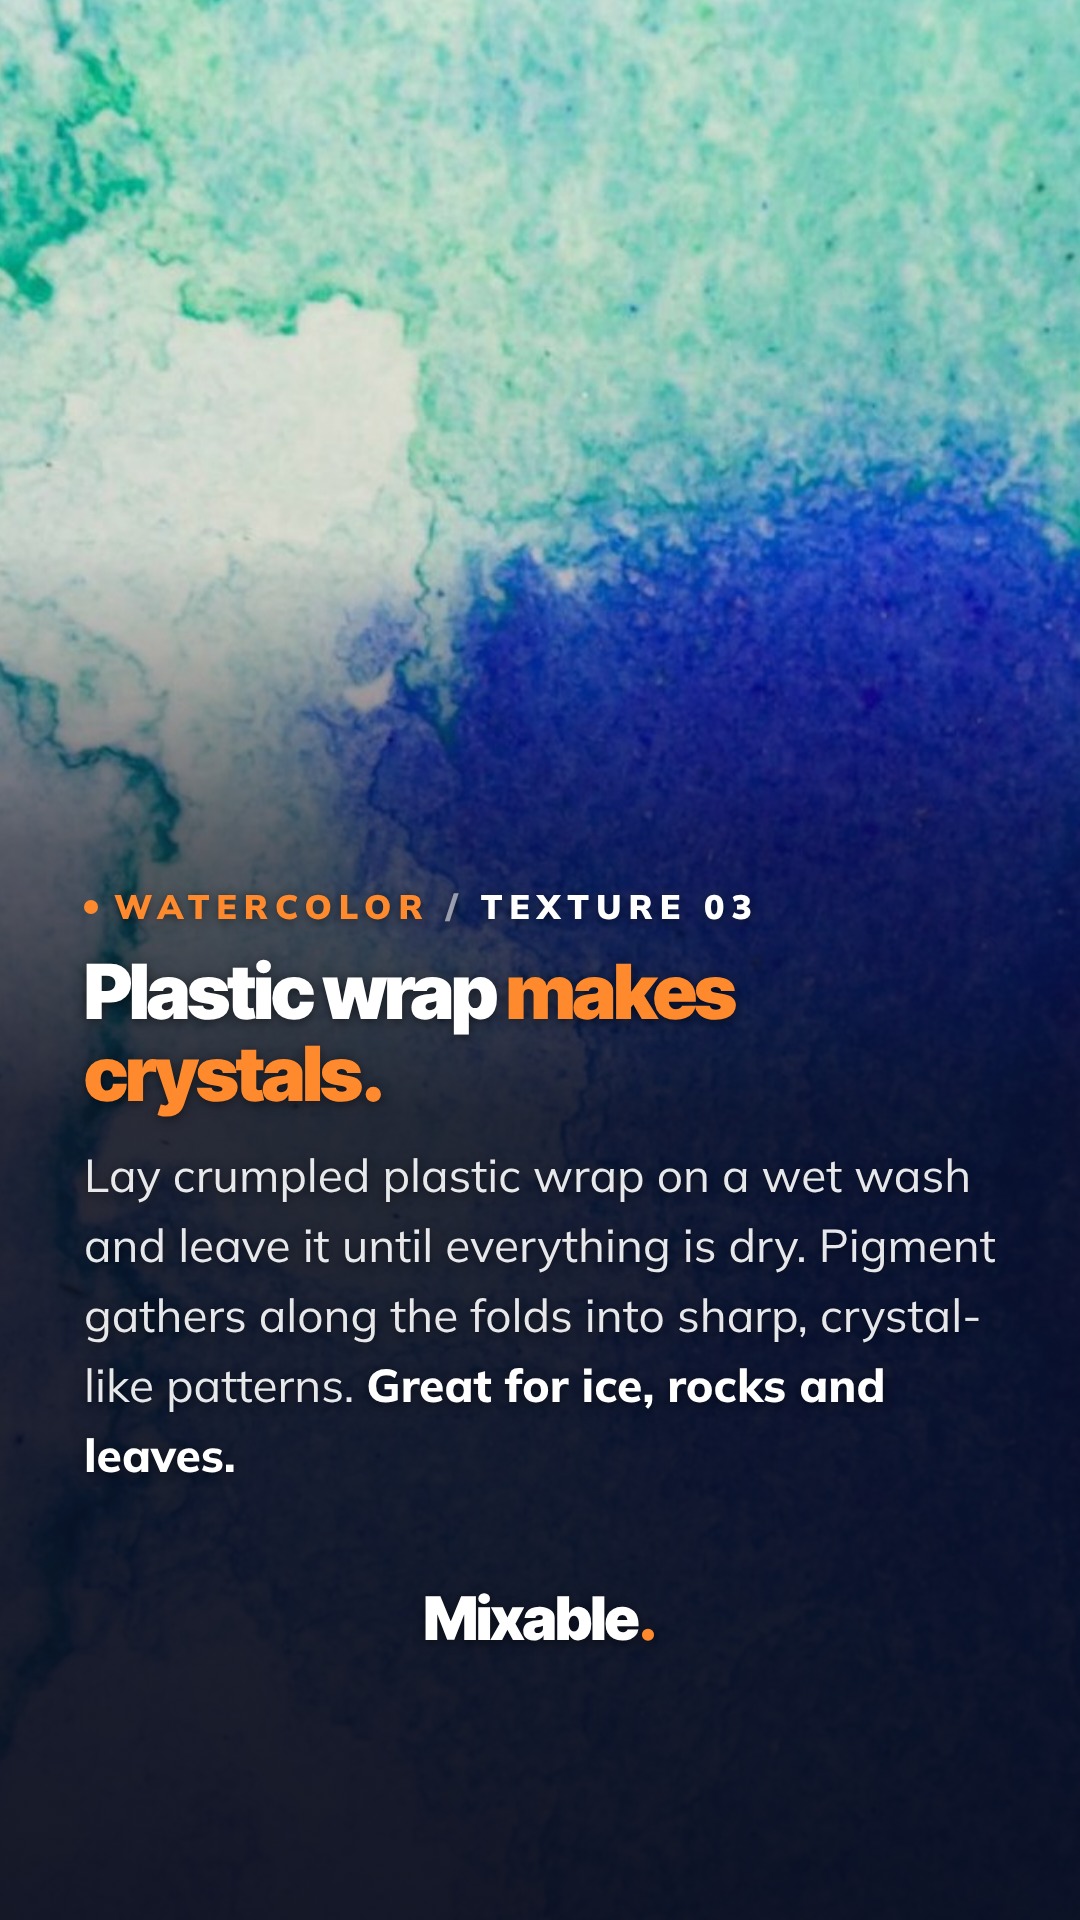 • WATERCOLOR / TEXTURE 03
Plastic wrap makes
crystals.
Lay crumpled plastic wrap on a wet wash
and leave it until everything is dry. Pigment
gathers along the folds into sharp, crystal-
like patterns. Great for ice, rocks and
leaves.
Mixable.